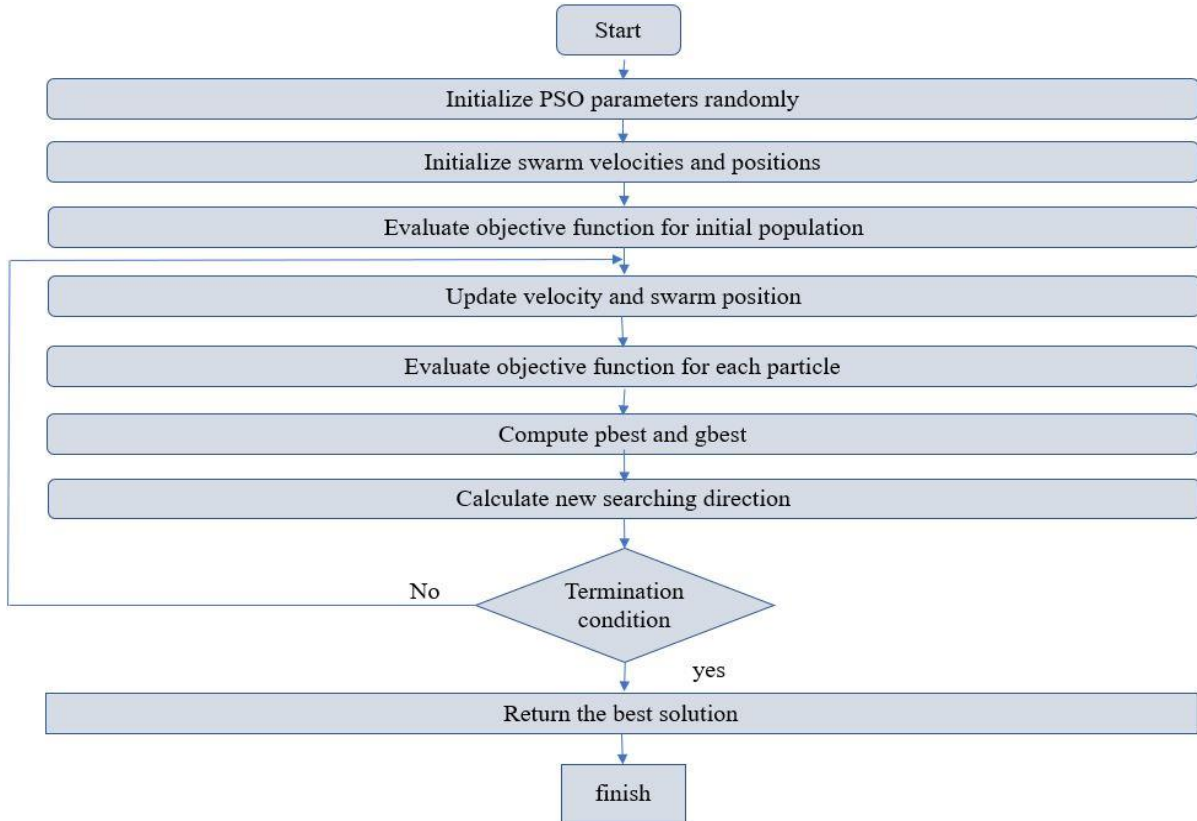 Start
Initialize PSO parameters randomly
Initialize swarm velocities and positions
Evaluate objective function for initial population
Update velocity and swarm position
Evaluate objective function for each particle
Compute pbest and gbest
Calculate new searching direction
No
Termination
condition
yes
Return the best solution
finish